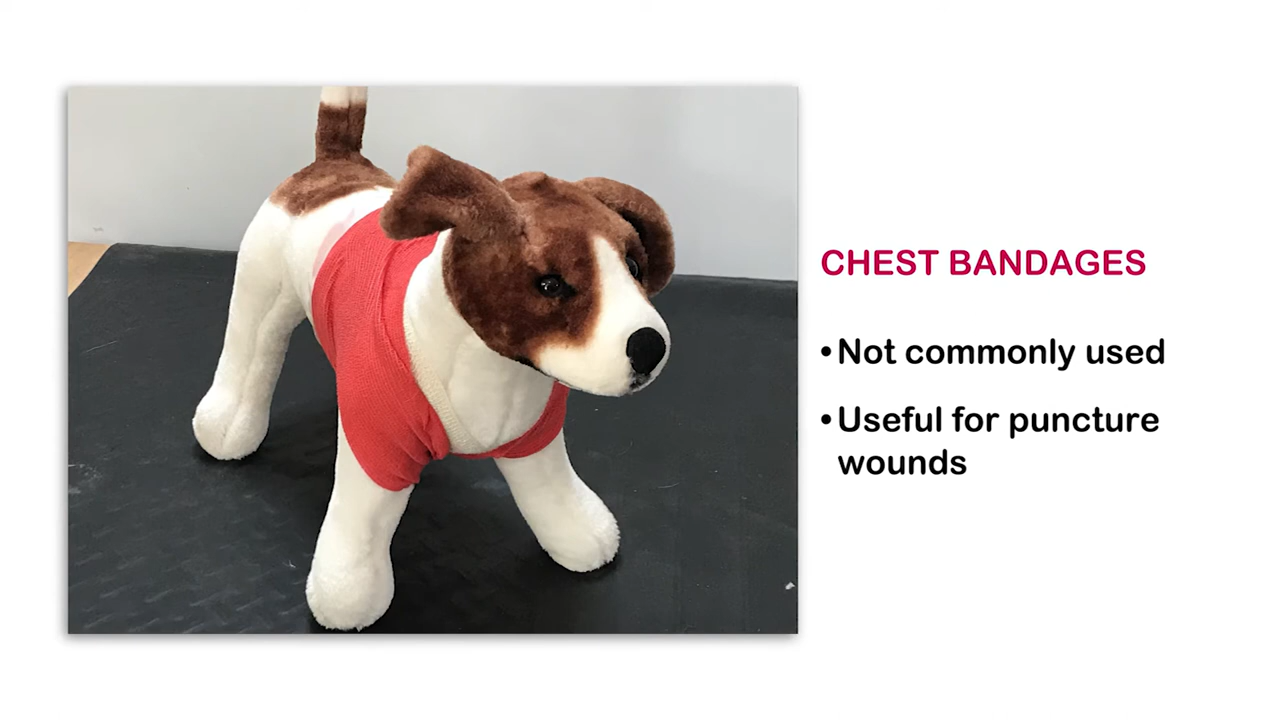 CHEST BANDAGES
•Not commonly used
•Useful for puncture
wounds